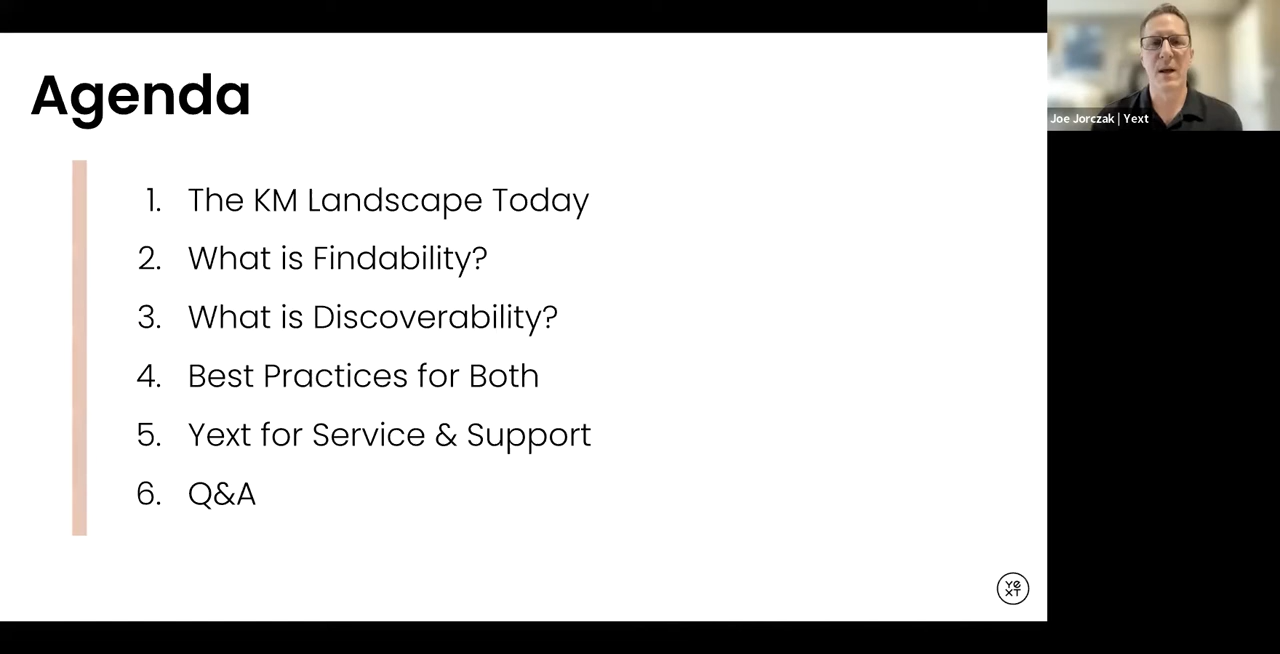 Agenda
1. The KM Landscape Today
2. What is Findability?
3. What is Discoverability?
4. Best Practices for Both
5. Yext for Service & Support
6. Q&A
Joe Jorczak | Yext
YEXT